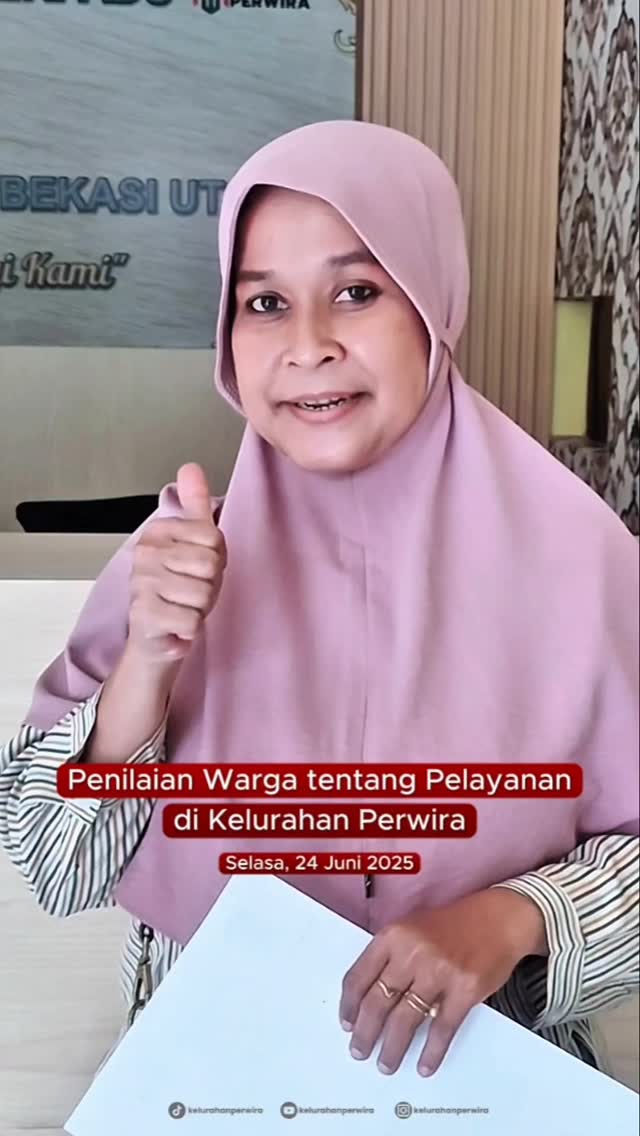 PERWIRA
BEKASI UT
i Kami"
Penilaian Warga tentang Pelayanan
di Kelurahan Perwira
Selasa, 24 Juni 2025
kelurahanperwira kelurahanperwira kelurahanperwira